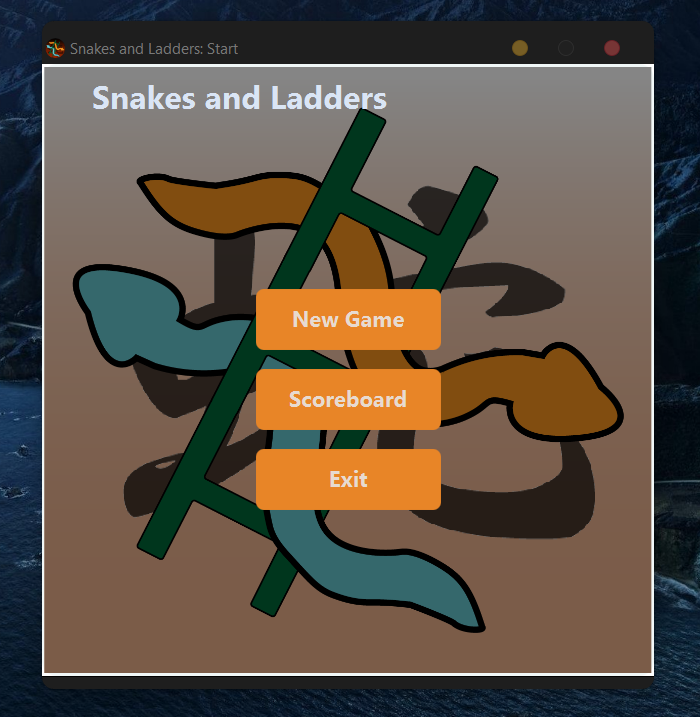 Snakes and Ladders: Start
Snakes and Ladders
New Game
Scoreboard
Exit